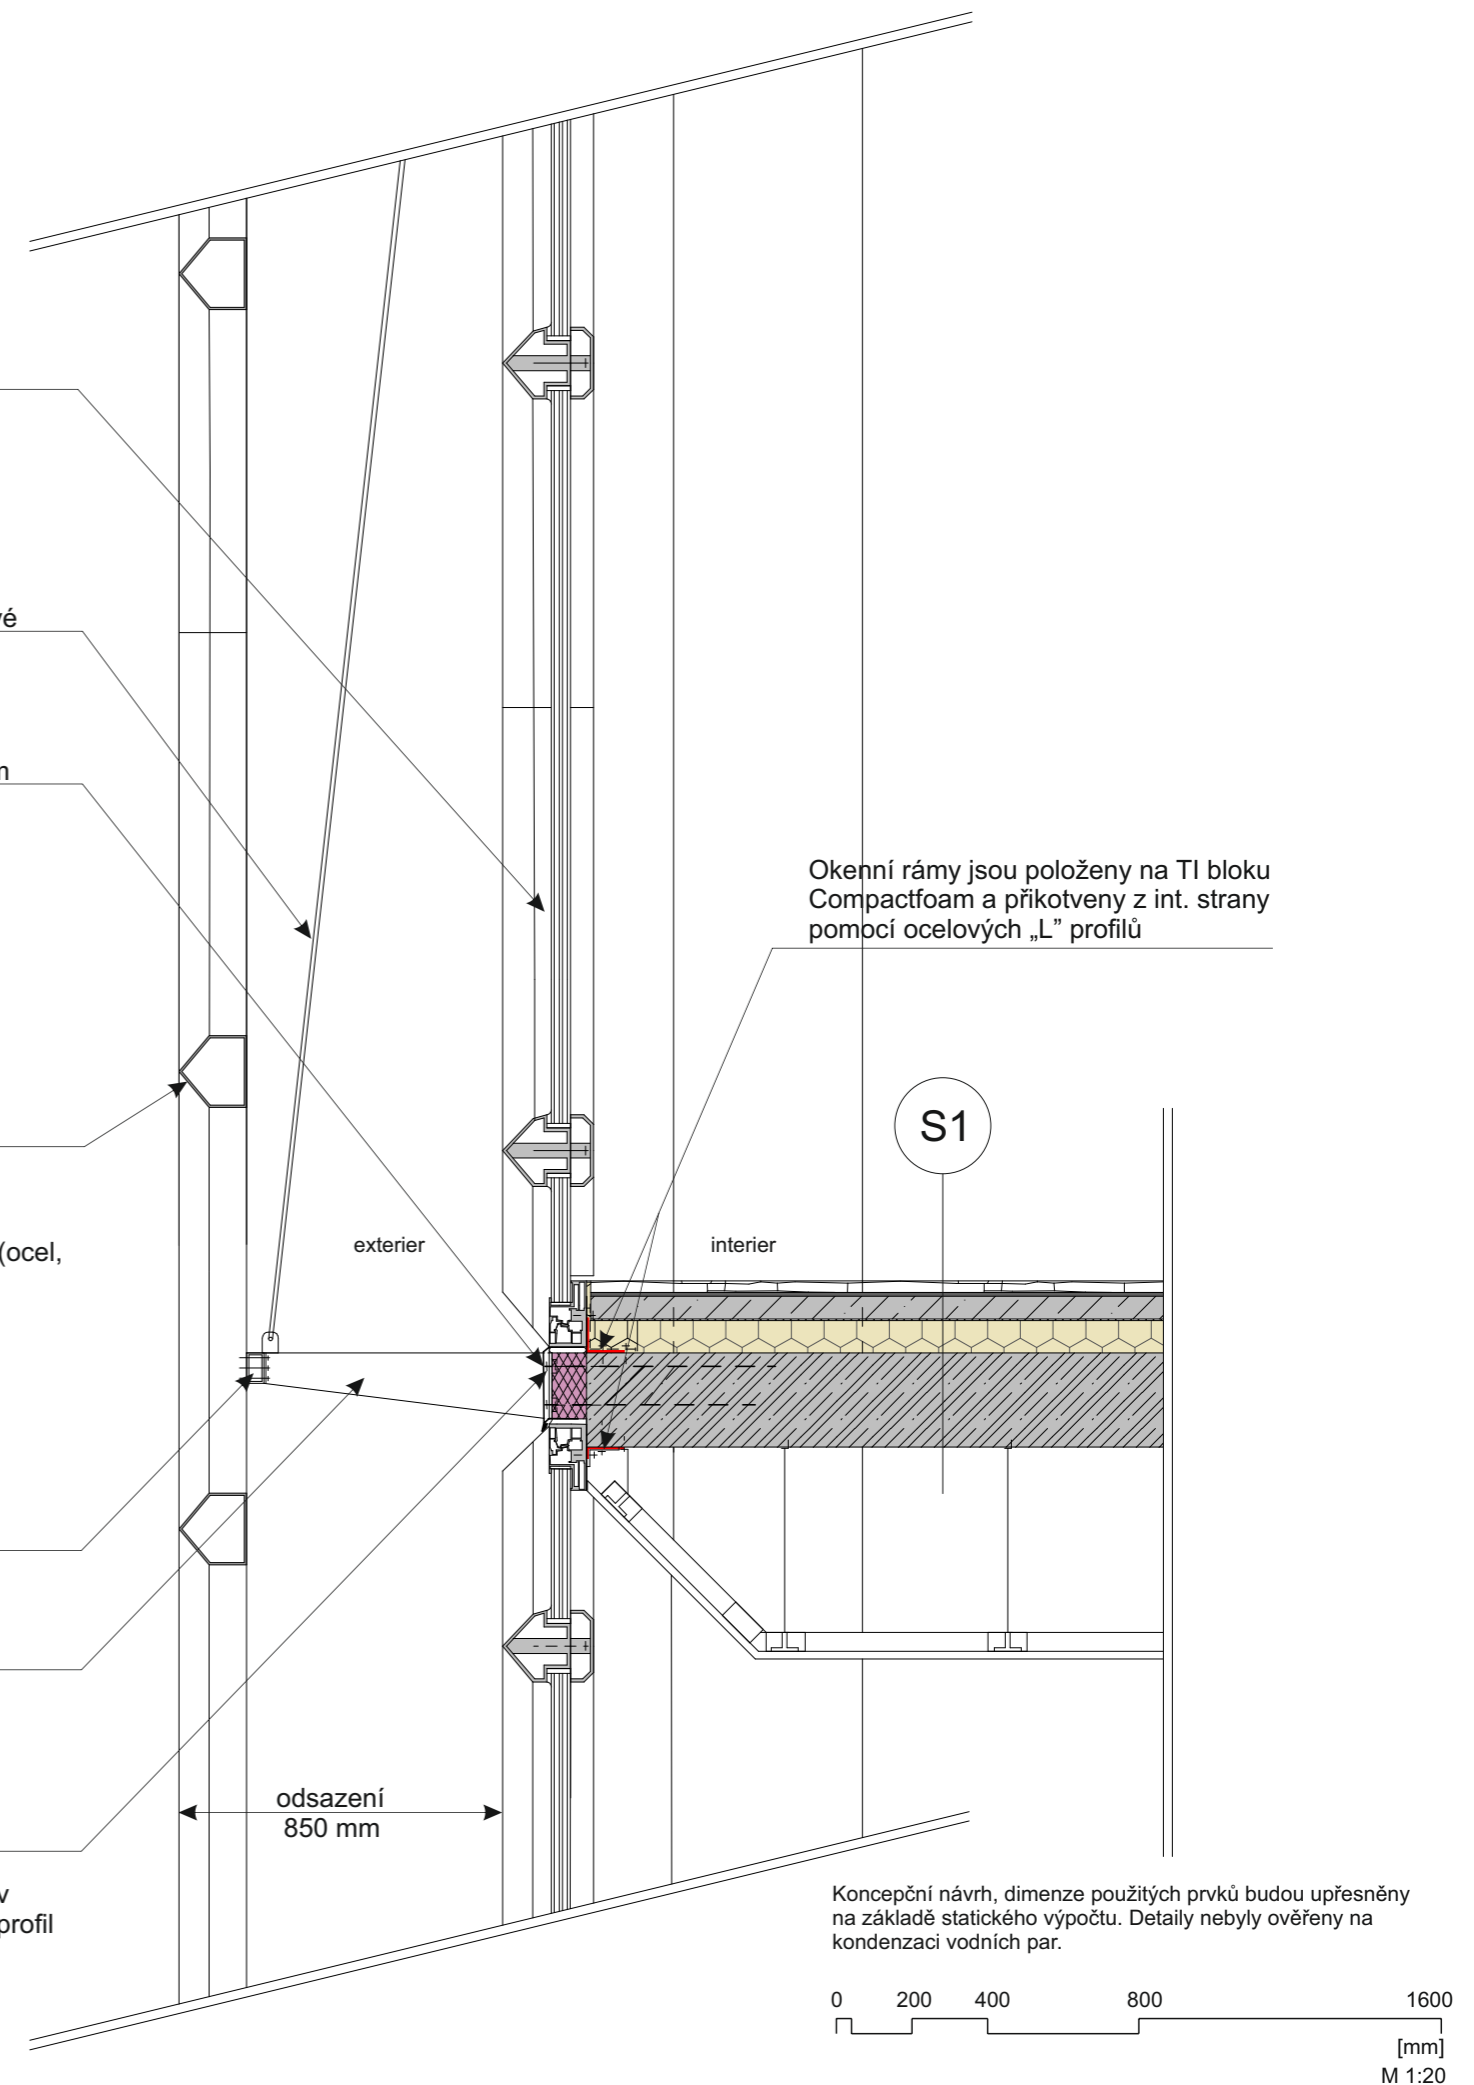 vé
m
Okenní rámy jsou položeny na TI bloku
Compactfoam a přikotveny z int. strany
pomocí ocelových „L” profilů
S1
(ocel,
exterier
interier
odsazení
850 mm
v
profil
Koncepční návrh, dimenze použitých prvků budou upřesněny
na základě statického výpočtu. Detaily nebyly ověřeny na
kondenzaci vodních par.
0 200 400 800 1600
[mm]
M 1:20